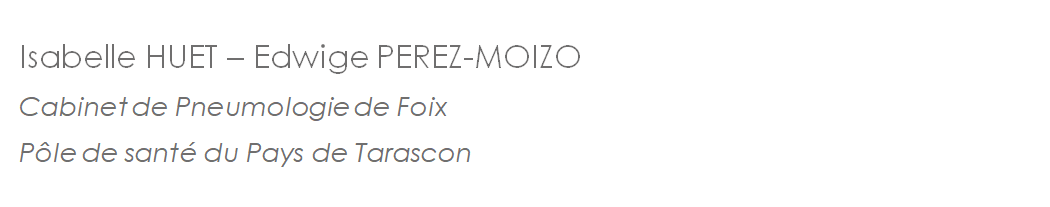 Isabelle HUET – Edwige PEREZ-MOIZO
Cabinet de Pneumologie de Foix
Pôle de santé du Pays de Tarascon